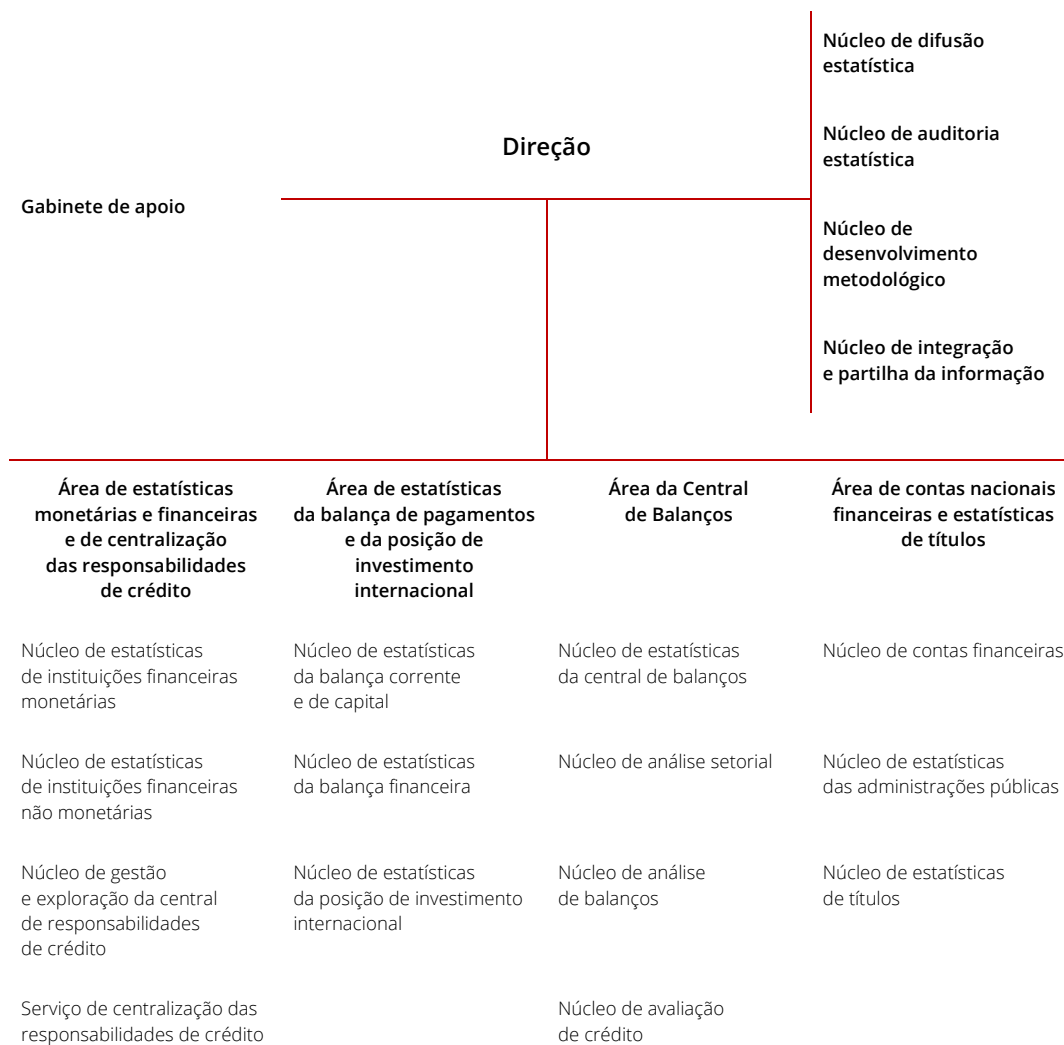 Núcleo de difusão
estatística
Direção
Núcleo de auditoria
estatística
Gabinete de apoio
Núcleo de
desenvolvimento
metodológico
Núcleo de integração
e partilha da informação
Área de estatísticas
monetárias e financeiras
e de centralização
das responsabilidades
de crédito
Área de estatísticas
da balança de pagamentos
e da posição de
investimento
internacional
Área da Central
de Balanços
Área de contas nacionais
financeiras e estatísticas
de títulos
Núcleo de estatísticas
de instituições financeiras
monetárias
Núcleo de estatísticas
da balança corrente
e de capital
Núcleo de estatísticas
da central de balanços
Núcleo de contas financeiras
Núcleo de estatísticas
de instituições financeiras
não monetárias
Núcleo de estatísticas
da balança financeira
Núcleo de análise setorial
Núcleo de estatísticas
das administrações públicas
Núcleo de gestão
e exploração da central
de responsabilidades
de crédito
Núcleo de estatísticas
da posição de investimento
internacional
Núcleo de análise
de balanços
Núcleo de estatísticas
de títulos
Serviço de centralização das
responsabilidades de crédito
Núcleo de avaliação
de crédito